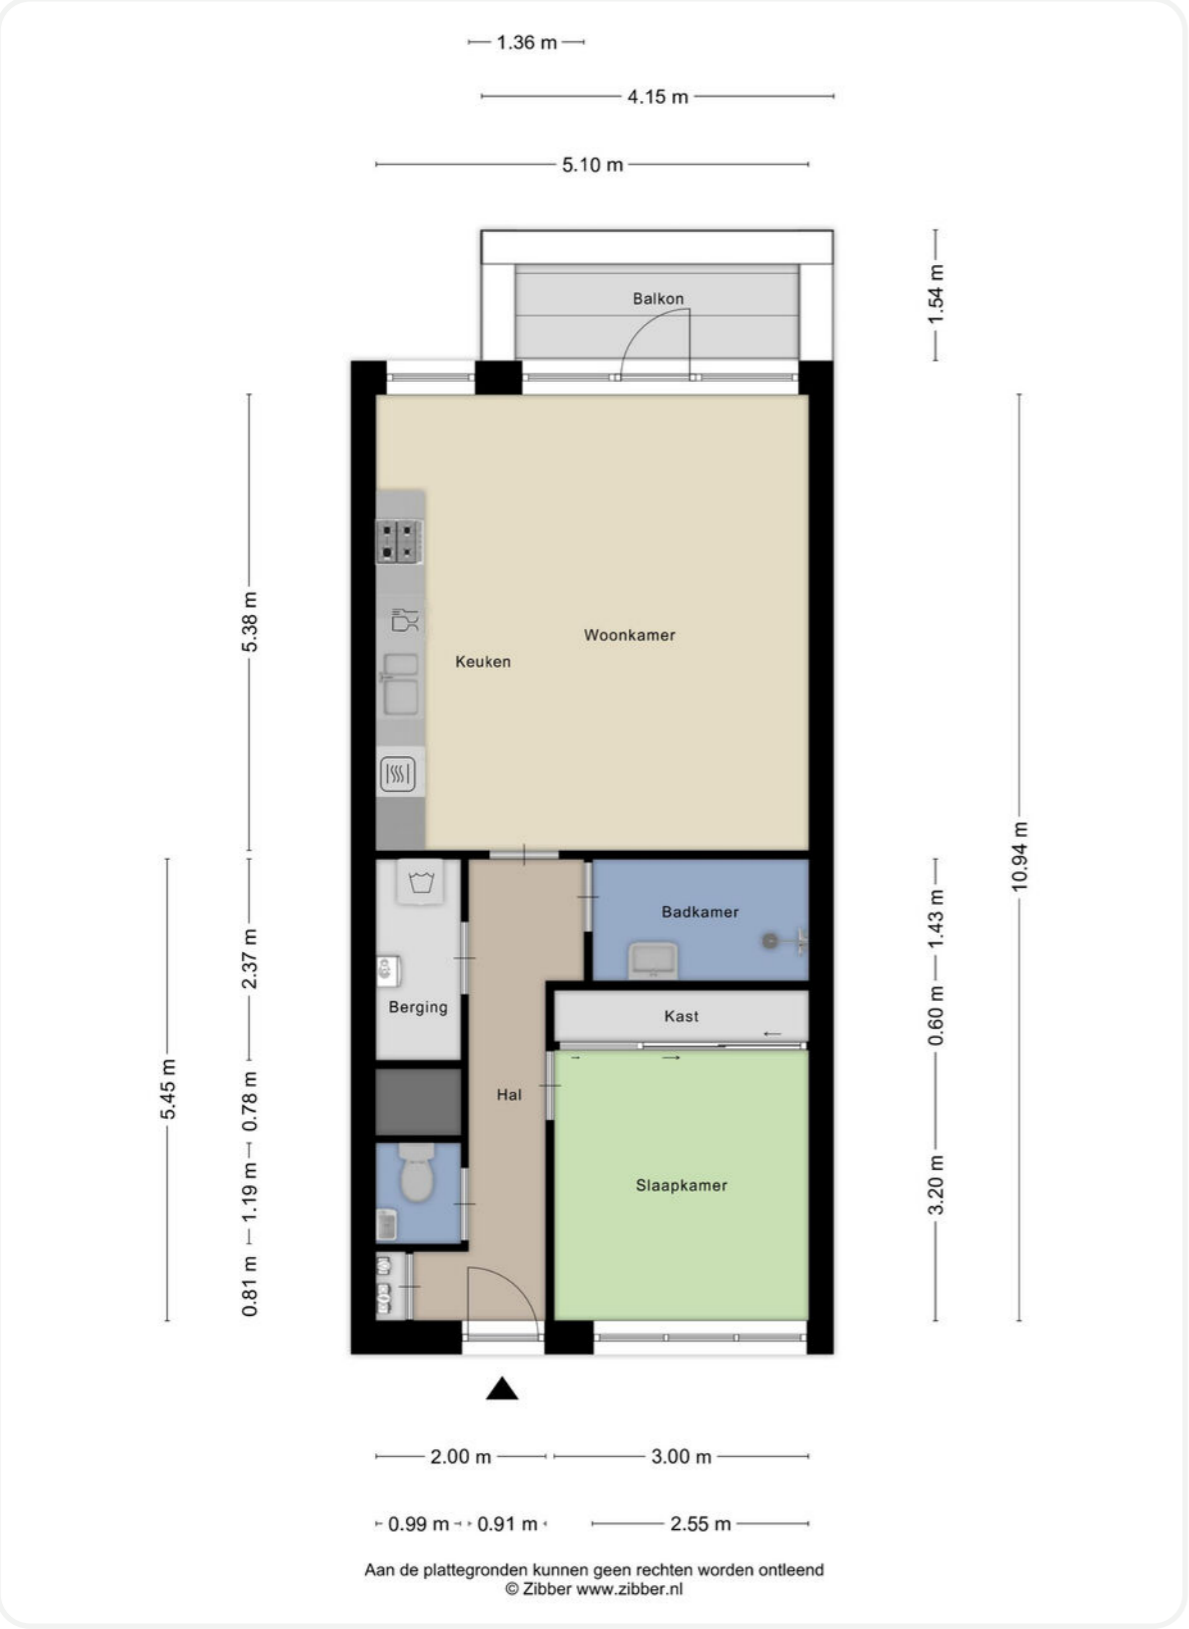 1.36 m
4.15 m
5.10 m
1.54 m
Balkon
5.38 m
Woonkamer
Keuken
10.94 m
Badkamer
1.43 m
2.37 m
Berging
Kast
0.60 m
5.45 m
0.78 m
Hal
Slaapkamer
3.20 m
1.19 m
0.81 m
2.00 m
3.00 m
0.99 m
0.91 m
2.55 m
Aan de plattegronden kunnen geen rechten worden ontleend
© Zibber www.zibber.nl